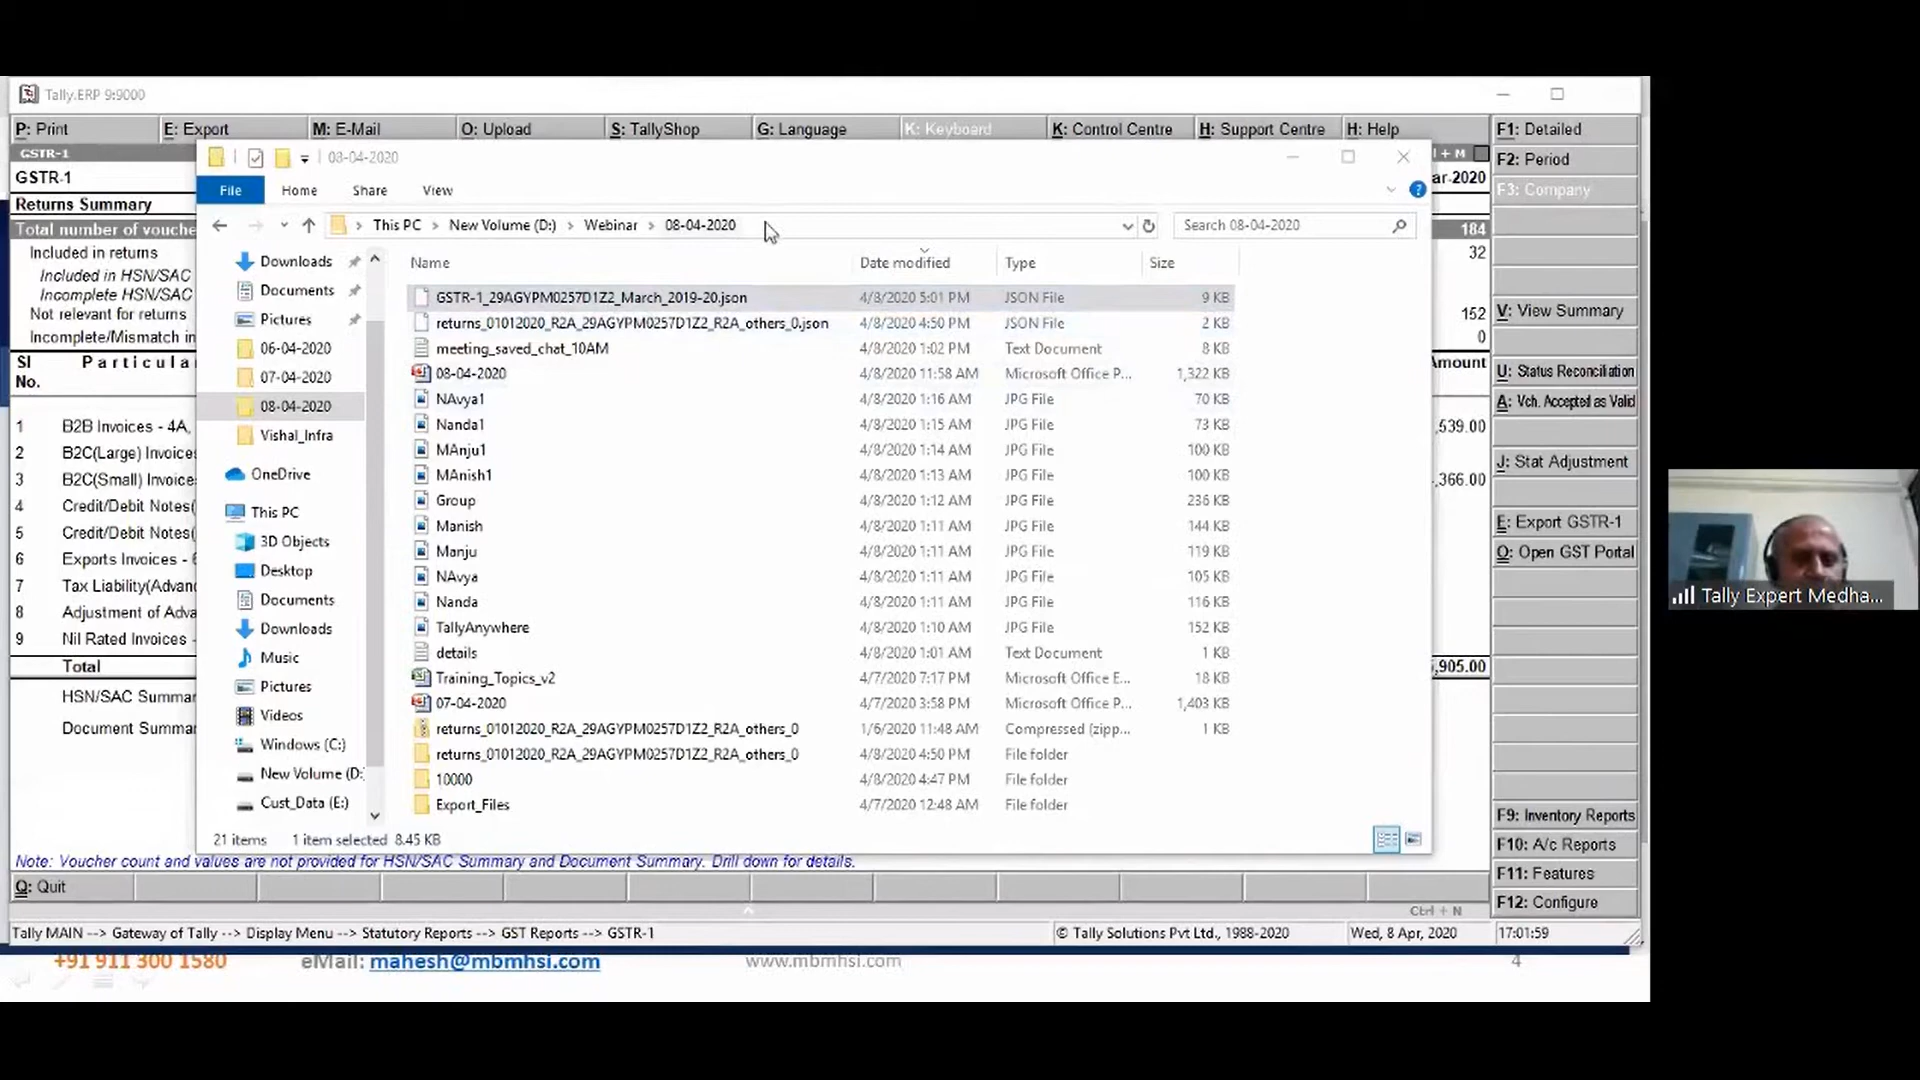 Tally.ERP 9:9000
P: Print
E: Export
M: E-Mail
O: Upload
S: TallyShop
G: Language
K: Keyboard
K: Control Centre
H: Support Centre
H: Help
F1: Detailed
F2: Period
F3: Company
V: View Summary
U: Status Reconciliation
A: Vch. Accepted as Valid
J: Stat Adjustment
E: Export GSTR-1
O: Open GST Portal
F9: Inventory Reports
F10: A/c Reports
F11: Features
F12: Configure
GSTR-1
GSTR-1
Returns Summary
Total number of vouche
184
Included in returns
32
Included in HSN/SAC
Incomplete HSN/SAC
Not relevant for returns
152
Incomplete/Mismatch in
0
Sl No.
Particula
Amount
1 B2B Invoices - 4A,
,539.00
2 B2C(Large) Invoice
3 B2C(Small) Invoice
,366.00
4 Credit/Debit Notes(
5 Credit/Debit Notes(
6 Exports Invoices - 6
7 Tax Liability(Advan
8 Adjustment of Adva
9 Nil Rated Invoices -
Total
,905.00
HSN/SAC Summar
Document Summar
08-04-2020
File
Home
Share
View
This PC > New Volume (D:) > Webinar > 08-04-2020
Search 08-04-2020
Downloads
Documents
Pictures
06-04-2020
07-04-2020
08-04-2020
Vishal_Infra
OneDrive
This PC
3D Objects
Desktop
Documents
Downloads
Music
Pictures
Videos
Windows (C:)
New Volume (D:
Cust_Data (E:)
Name Date modified Type Size
GSTR-1_29AGYPM0257D1Z2_March_2019-20.json 4/8/2020 5:01 PM JSON File 9 KB
returns_01012020_R2A_29AGYPM0257D1Z2_R2A_others_0.json 4/8/2020 4:50 PM JSON File 2 KB
meeting_saved_chat_10AM 4/8/2020 1:02 PM Text Document 8 KB
08-04-2020 4/8/2020 11:58 AM Microsoft Office P... 1,322 KB
NAvya1 4/8/2020 1:16 AM JPG File 70 KB
Nanda1 4/8/2020 1:15 AM JPG File 73 KB
MAnju1 4/8/2020 1:14 AM JPG File 100 KB
MAnish1 4/8/2020 1:13 AM JPG File 100 KB
Group 4/8/2020 1:12 AM JPG File 236 KB
Manish 4/8/2020 1:11 AM JPG File 144 KB
Manju 4/8/2020 1:11 AM JPG File 119 KB
NAvya 4/8/2020 1:11 AM JPG File 105 KB
Nanda 4/8/2020 1:11 AM JPG File 116 KB
TallyAnywhere 4/8/2020 1:10 AM JPG File 152 KB
details 4/8/2020 1:01 AM Text Document 1 KB
Training_Topics_v2 4/7/2020 7:17 PM Microsoft Office E... 18 KB
07-04-2020 4/7/2020 3:58 PM Microsoft Office P... 1,403 KB
returns_01012020_R2A_29AGYPM0257D1Z2_R2A_others_0 1/6/2020 11:48 AM Compressed (zipp... 1 KB
returns_01012020_R2A_29AGYPM0257D1Z2_R2A_others_0 4/8/2020 4:50 PM File folder
10000 4/8/2020 4:47 PM File folder
Export_Files 4/7/2020 12:48 AM File folder
21 items 1 item selected 8.45 KB
Note: Voucher count and values are not provided for HSN/SAC Summary and Document Summary. Drill down for details.
Q: Quit
Ctrl + N
Tally MAIN --> Gateway of Tally --> Display Menu --> Statutory Reports --> GST Reports --> GSTR-1
© Tally Solutions Pvt Ltd., 1988-2020
Wed, 8 Apr, 2020
17:01:59
+91 911 300 1580
eMail: mahesh@mbmhsi.com
www.mbmhsi.com
4
Tally Expert Medha...